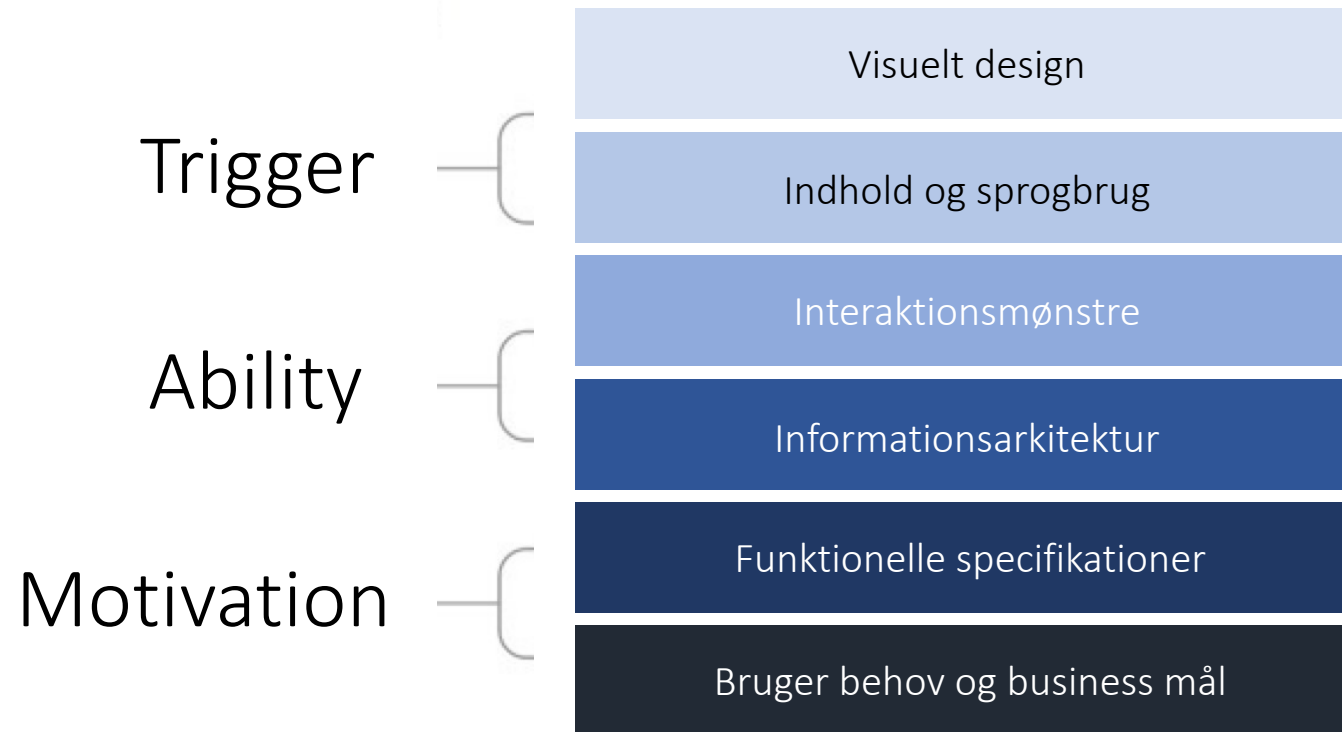 Visuelt design
Trigger
Indhold og sprogbrug
Interaktionsmønstre
Ability
Informationsarkitektur
Funktionelle specifikationer
Motivation
Bruger behov og business mål